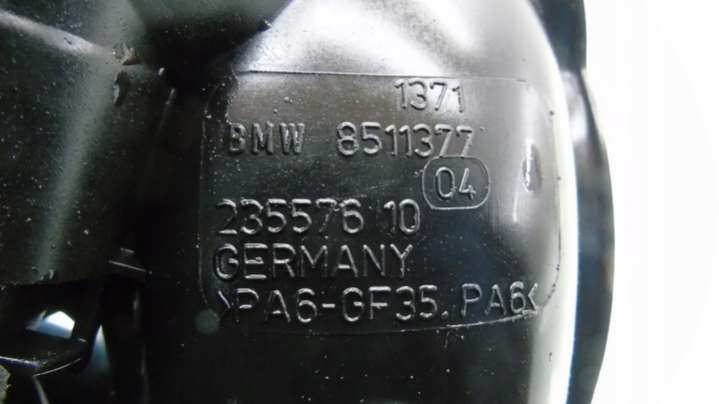 1371
BMW 8511377
04
235576 10
GERMANY
>PA6-GF35.PA6<